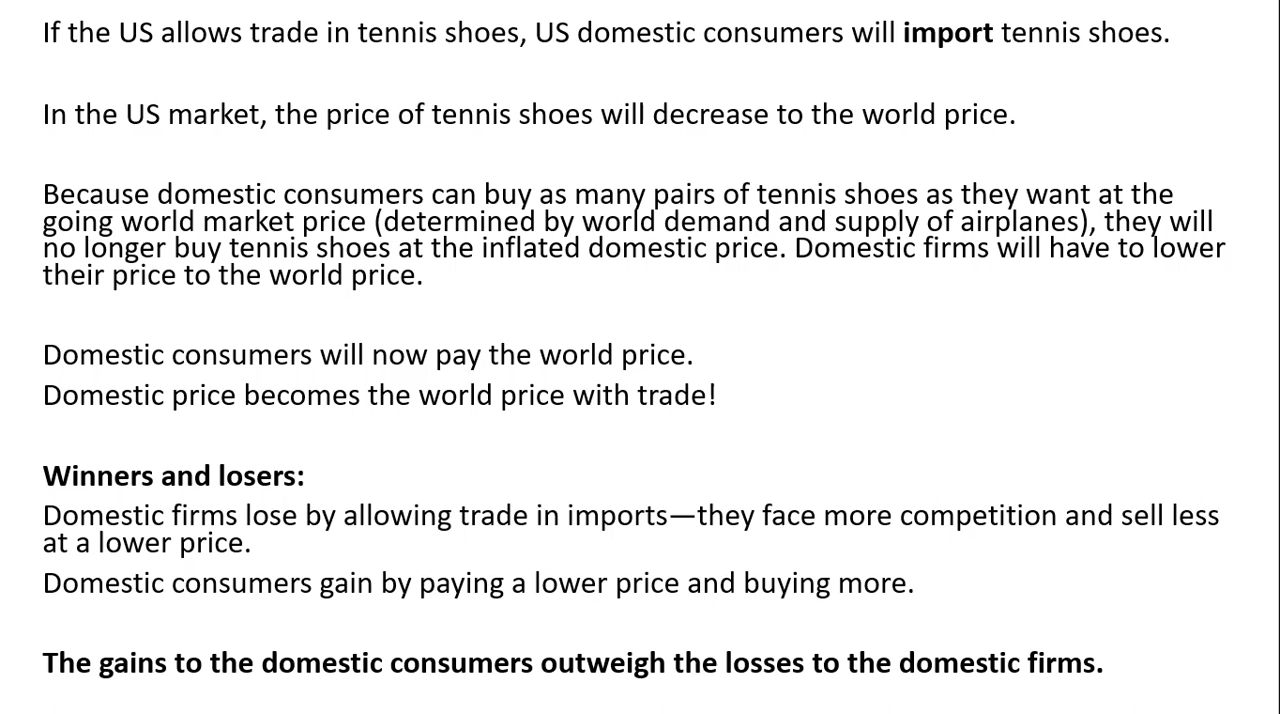 If the US allows trade in tennis shoes, US domestic consumers will import tennis shoes.
In the US market, the price of tennis shoes will decrease to the world price.
Because domestic consumers can buy as many pairs of tennis shoes as they want at the
going world market price (determined by world demand and supply of airplanes), they will
no longer buy tennis shoes at the inflated domestic price. Domestic firms will have to lower
their price to the world price.
Domestic consumers will now pay the world price.
Domestic price becomes the world price with trade!
Winners and losers:
Domestic firms lose by allowing trade in imports—they face more competition and sell less
at a lower price.
Domestic consumers gain by paying a lower price and buying more.
The gains to the domestic consumers outweigh the losses to the domestic firms.